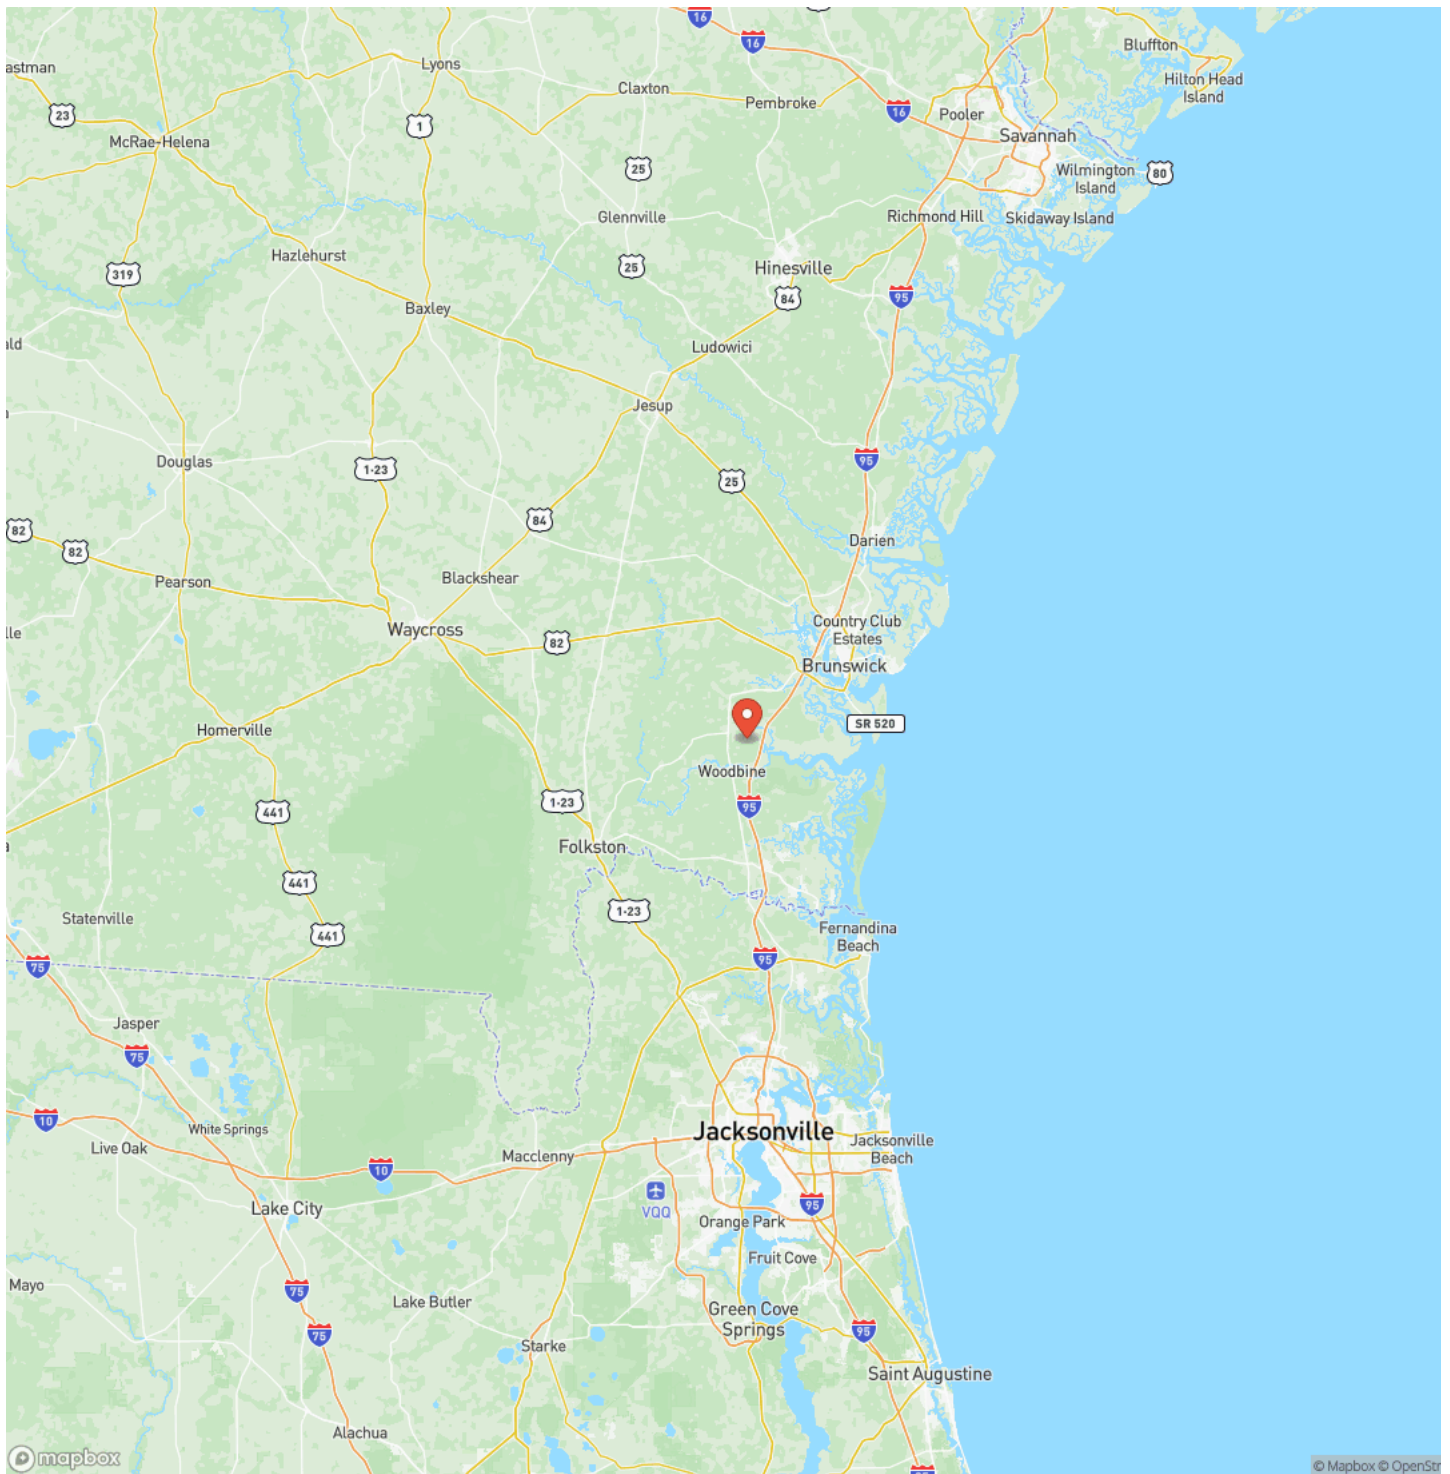 16
16
Bluffton
Lyons
astman
Hilton Head
Island
Claxton
Pembroke
23
16
Pooler
1
Savannah
McRae-Helena
25
Wilmington
Island
80
Glennville
Richmond Hill
Skidaway Island
Hazlehurst
25
Hinesville
319
84
95
Baxley
ald
Ludowici
Jesup
Douglas
95
1-23
25
84
82
Darien
82
Blackshear
Pearson
Country Club
Estates
Waycross
lle
82
Brunswick
SR 520
Homerville
Woodbine
1-23
95
441
Folkston
a
441
1-23
Statenville
441
Fernandina
Beach
95
75
Jasper
75
10
White Springs
Jacksonville
Live Oak
Jacksonville
Beach
Macclenny
10
VQQ
95
Lake City
Orange Park
Fruit Cove
Mayo
75
Lake Butler
Green Cove
Springs
75
95
Starke
Saint Augustine
Alachua
mapbox
© Mapbox © OpenStr
95